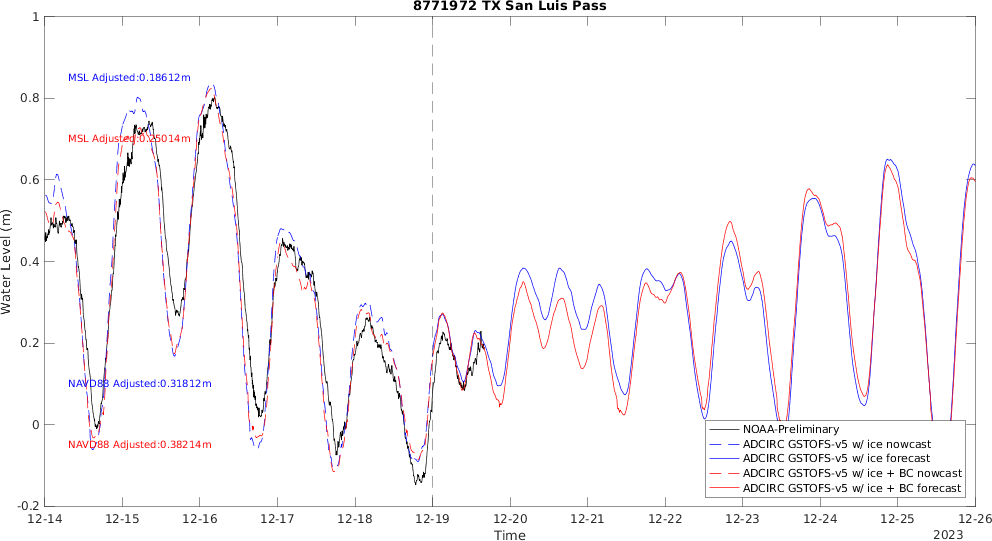 8771972 TX San Luis Pass
1
0.8
0.6
0.4
0.2
0
-0.2
Water Level (m)
MSL Adjusted:0.18612m
MSL Adjusted:0.25014m
NAVD88 Adjusted:0.31812m
NAVD88 Adjusted:0.38214m
NOAA-Preliminary
ADCIRC GSTOFS-v5 w/ ice nowcast
ADCIRC GSTOFS-v5 w/ ice forecast
ADCIRC GSTOFS-v5 w/ ice + BC nowcast
ADCIRC GSTOFS-v5 w/ ice + BC forecast
12-14 12-15 12-16 12-17 12-18 12-19 12-20 12-21 12-22 12-23 12-24 12-25 12-26
Time
2023